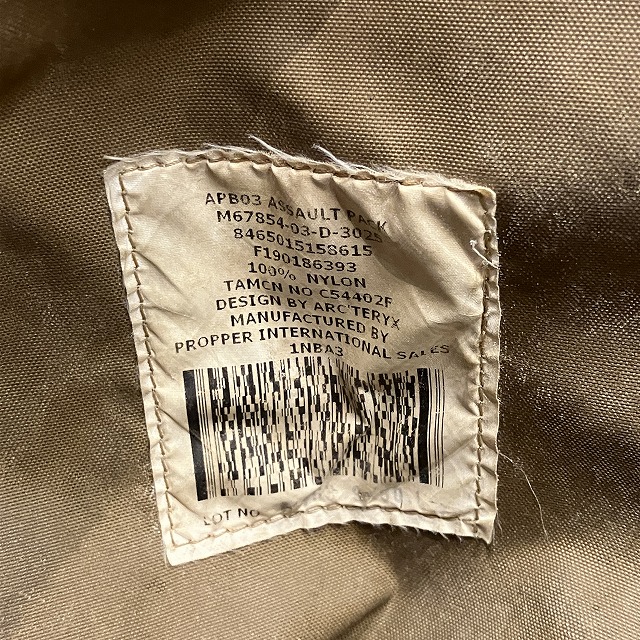 APB03 ASSAULT PACK
M67854-03-D-3025
8465015158615
F190186393
100% NYLON
TAMCN NO C54402F
DESIGN BY ARC'TERYX
MANUFACTURED BY
PROPPER INTERNATIONAL SALES
1NBA3
LOT NO